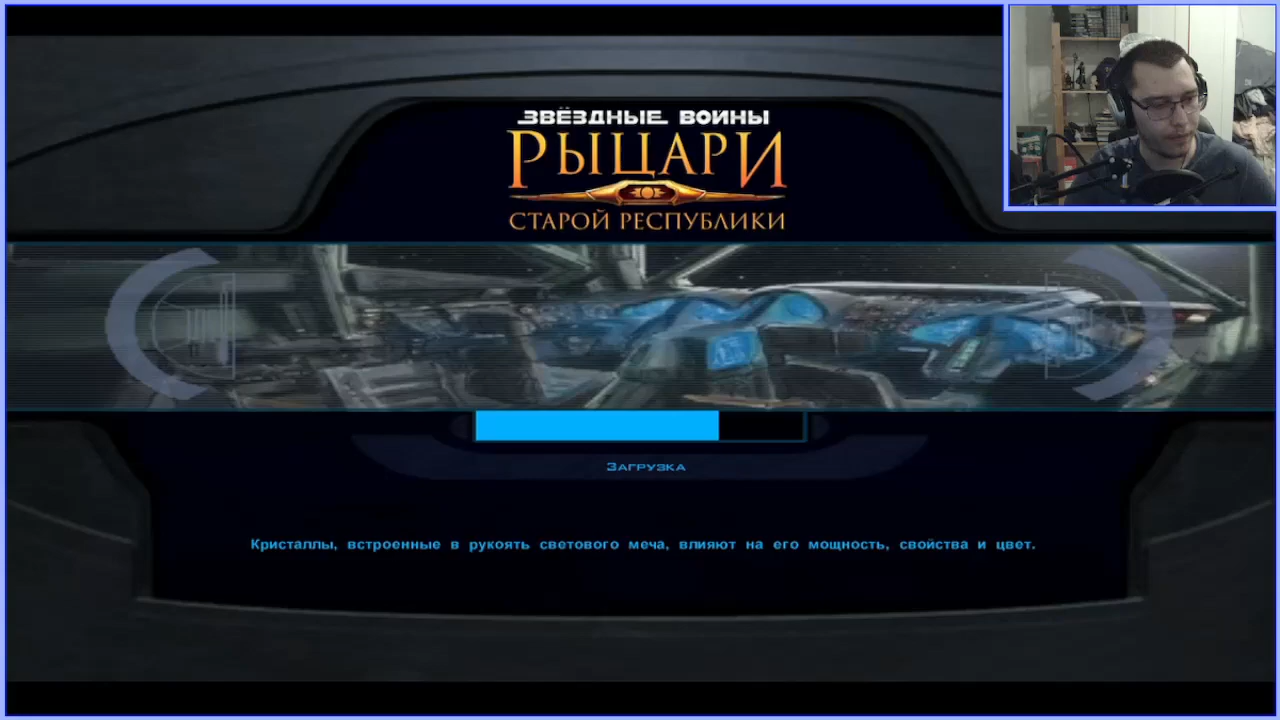 ЗВЁЗДНЫЕ ВОЙНЫ
РЫЦАРИ
СТАРОЙ РЕСПУБЛИКИ
Загрузка
Кристаллы, встроенные в рукоять светового меча, влияют на его мощность, свойства и цвет.